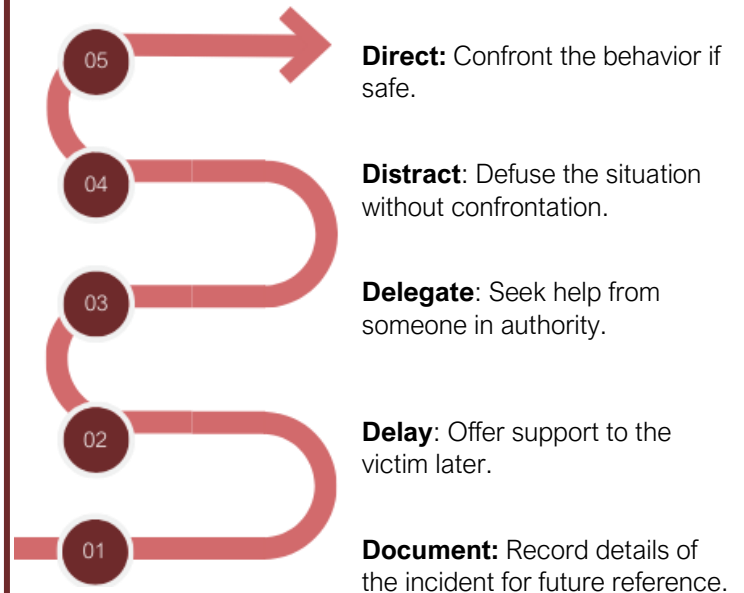 05
Direct: Confront the behavior if
safe.
04
Distract: Defuse the situation
without confrontation.
03
Delegate: Seek help from
someone in authority.
02
Delay: Offer support to the
victim later.
01
Document: Record details of
the incident for future reference.